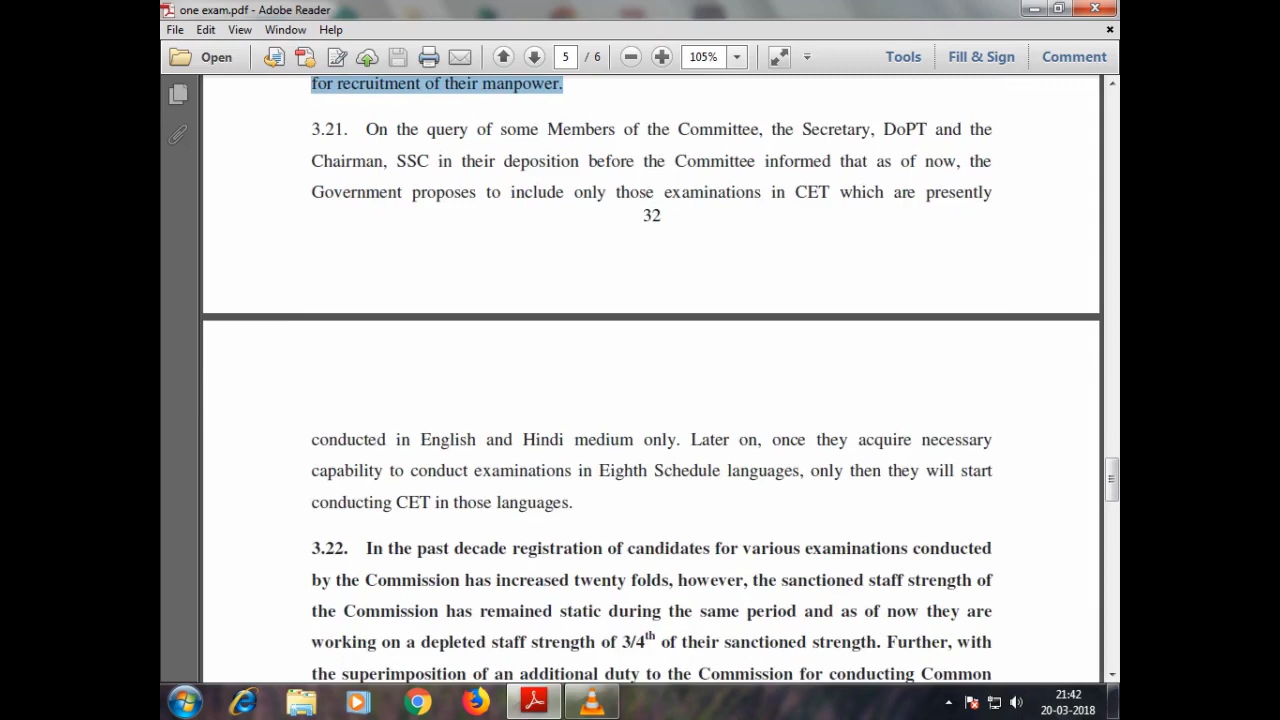 one exam.pdf - Adobe Reader
File Edit View Window Help
Open 5 / 6 105% Tools Fill & Sign Comment
for recruitment of their manpower.
3.21. On the query of some Members of the Committee, the Secretary, DoPT and the
Chairman, SSC in their deposition before the Committee informed that as of now, the
Government proposes to include only those examinations in CET which are presently
32
conducted in English and Hindi medium only. Later on, once they acquire necessary
capability to conduct examinations in Eighth Schedule languages, only then they will start
conducting CET in those languages.
3.22. In the past decade registration of candidates for various examinations conducted
by the Commission has increased twenty folds, however, the sanctioned staff strength of
the Commission has remained static during the same period and as of now they are
working on a depleted staff strength of 3/4th of their sanctioned strength. Further, with
the superimposition of an additional duty to the Commission for conducting Common
21:42
20-03-2018